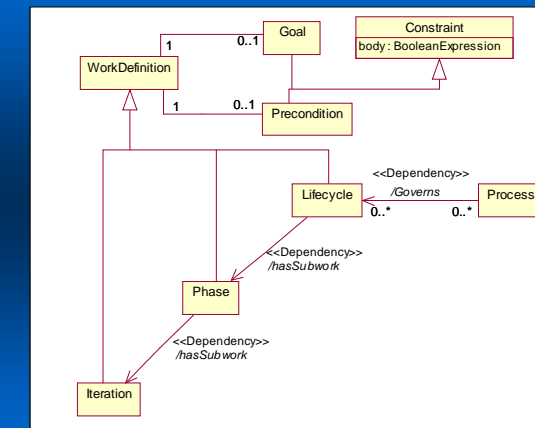 Goal
Constraint
body : BooleanExpression
1
0..1
WorkDefinition
1
0..1
Precondition
<<Dependency>>
/Governs
Lifecycle
Process
0..*
0..*
<<Dependency>>
/hasSubwork
Phase
<<Dependency>>
/hasSubwork
Iteration